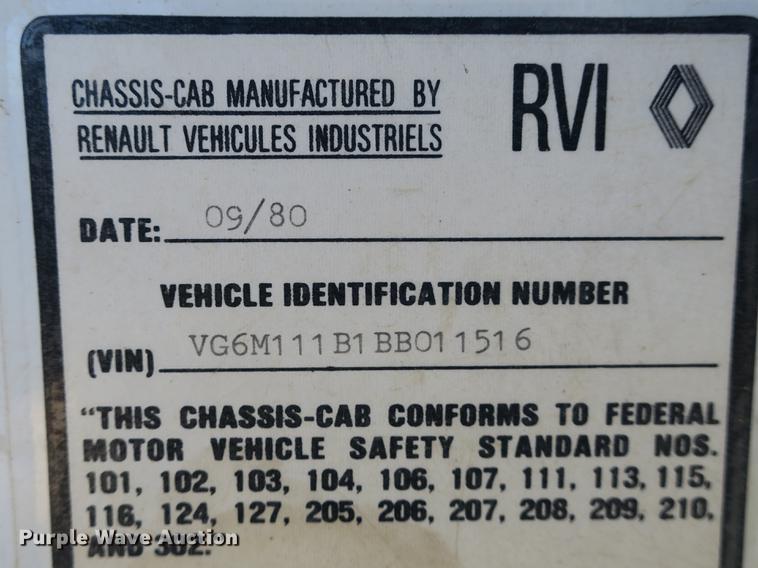 CHASSIS-CAB MANUFACTURED BY
RENAULT VEHICULES INDUSTRIELS
RVI
DATE: 09/80
VEHICLE IDENTIFICATION NUMBER
(VIN) VG6M111B1BB011516
"THIS CHASSIS-CAB CONFORMS TO FEDERAL
MOTOR VEHICLE SAFETY STANDARD NOS.
101, 102, 103, 104, 106, 107, 111, 113, 115,
116, 124, 127, 205, 206, 207, 208, 209, 210,
AND 302.
Purple Wave Auction